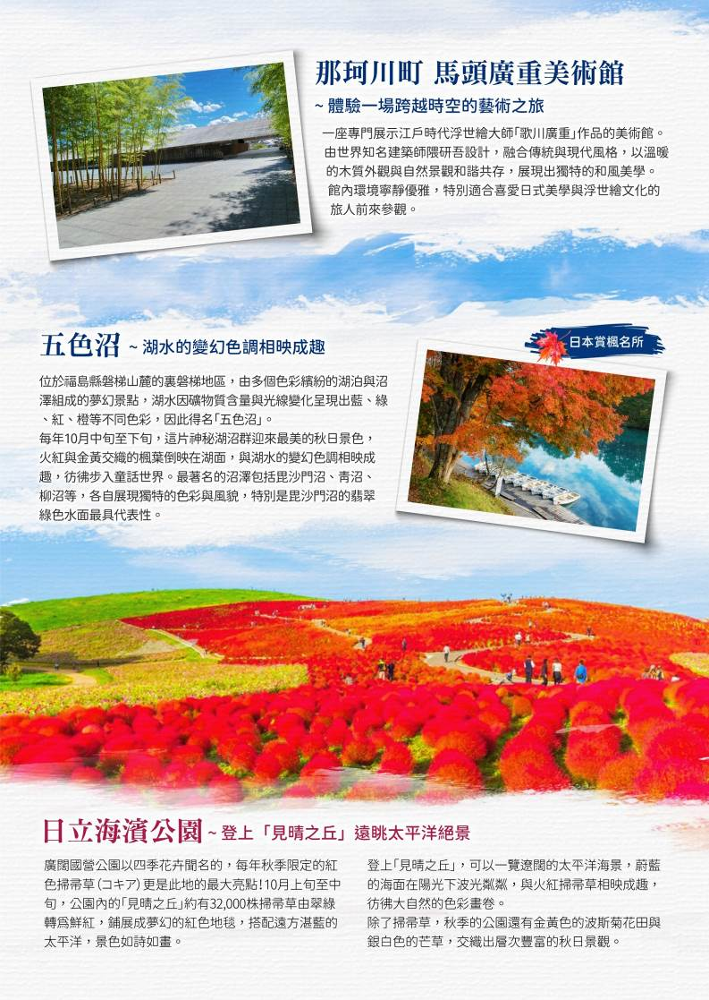 那珂川町 馬頭廣重美術館
~ 體驗一場跨越時空的藝術之旅
一座專門展示江戶時代浮世繪大師「歌川廣重」作品的美術館。
由世界知名建築師隈研吾設計，融合傳統與現代風格，以溫暖
的木質外觀與自然景觀和諧共存，展現出獨特的和風美學。
館內環境寧靜優雅，特別適合喜愛日式美學與浮世繪文化的
旅人前來參觀。
五色沼 ~ 湖水的變幻色調相映成趣
日本賞楓名所
位於福島縣磐梯山麓的裏磐梯地區，由多個色彩繽紛的湖泊與沼
澤組成的夢幻景點，湖水因礦物質含量與光線變化呈現出藍、綠
、紅、橙等不同色彩，因此得名「五色沼」。
每年10月中旬至下旬，這片神秘湖沼群迎來最美的秋日景色，
火紅與金黃交織的楓葉倒映在湖面，與湖水的變幻色調相映成
趣，彷彿步入童話世界。最著名的沼澤包括毘沙門沼、青沼、
柳沼等，各自展現獨特的色彩與風貌，特別是毘沙門沼的翡翠
綠色水面最具代表性。
日立海濱公園 ~ 登上「見晴之丘」遠眺太平洋絕景
廣闊國營公園以四季花卉聞名的，每年秋季限定的紅
色掃帚草（コキア）更是此地的最大亮點！10月上旬至中
旬，公園內的「見晴之丘」約有32,000株掃帚草由翠綠
轉為鮮紅，鋪展成夢幻的紅色地毯，搭配遠方湛藍的
太平洋，景色如詩如畫。
登上「見晴之丘」，可以一覽遼闊的太平洋海景，蔚藍
的海面在陽光下波光粼粼，與火紅掃帚草相映成趣，
彷彿大自然的色彩畫卷。
除了掃帚草，秋季的公園還有金黃色的波斯菊花田與
銀白色的芒草，交織出層次豐富的秋日景觀。